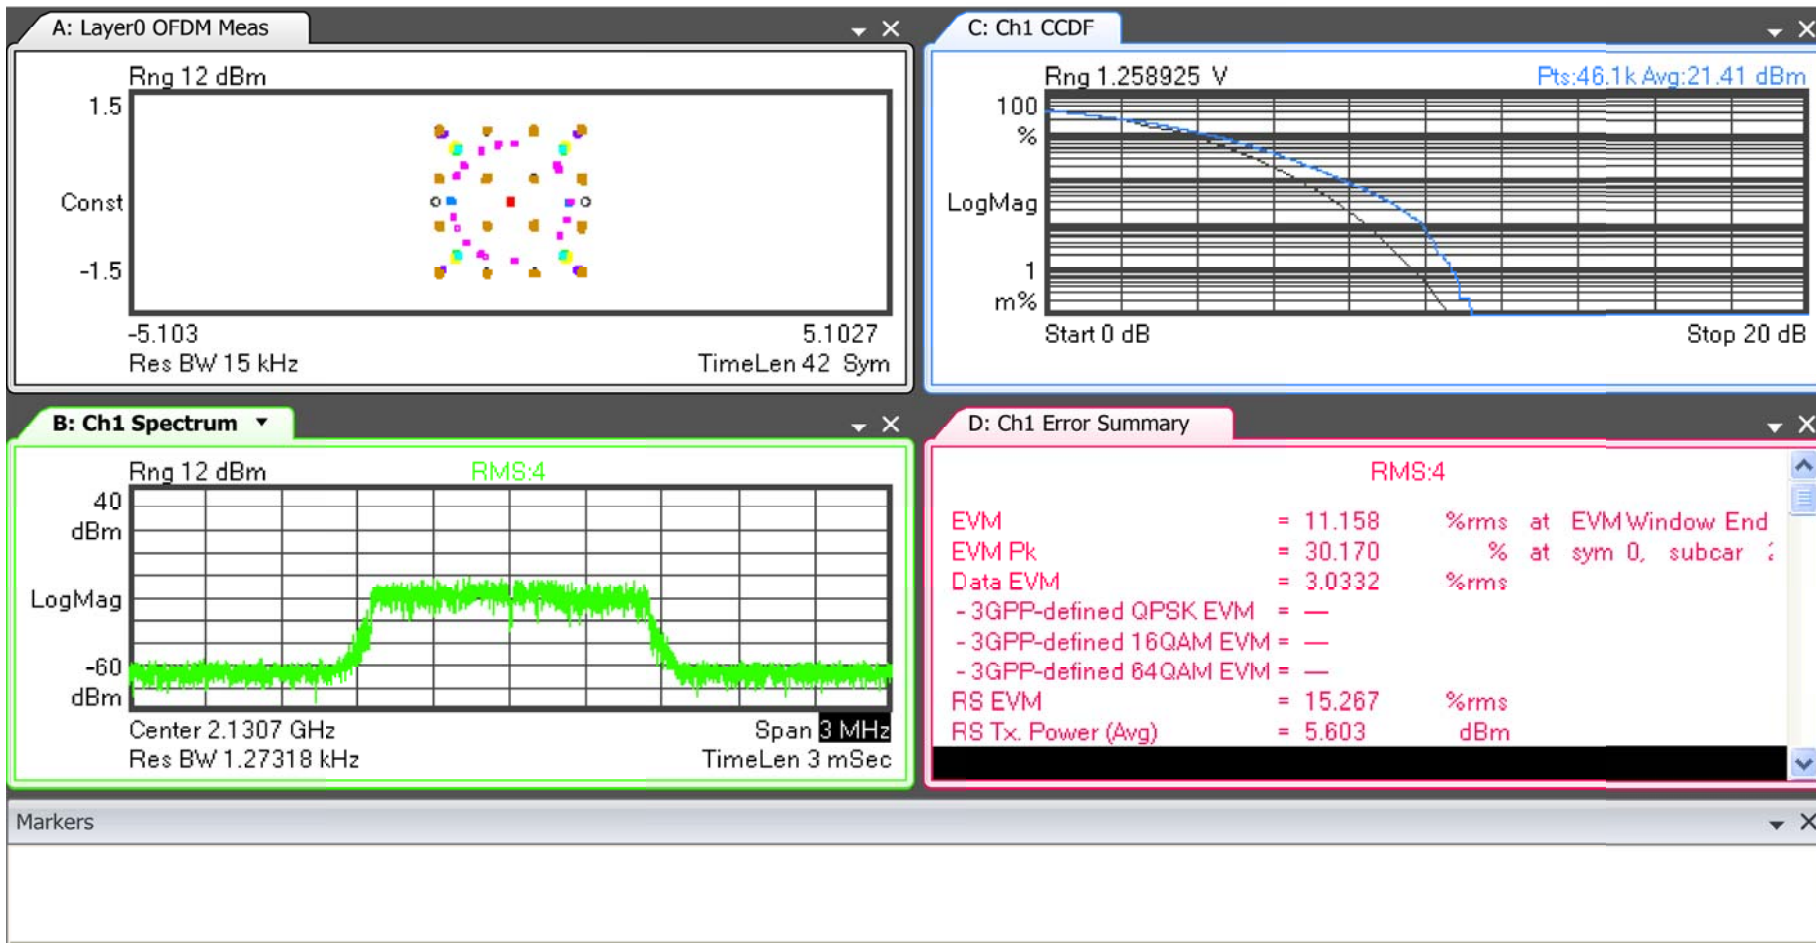 A: Layer0 OFDM Meas
Rng 12 dBm
1.5
Const
-1.5
-5.103 5.1027
Res BW 15 kHz TimeLen 42 Sym
C: Ch1 CCDF
Rng 1.258925 V Pts:46.1k Avg:21.41 dBm
100
%
LogMag
1
m%
Start 0 dB Stop 20 dB
B: Ch1 Spectrum
Rng 12 dBm RMS:4
40
dBm
LogMag
-60
dBm
Center 2.1307 GHz Span 3 MHz
Res BW 1.27318 kHz TimeLen 3 mSec
D: Ch1 Error Summary
RMS:4
EVM = 11.158 %rms at EVM Window End
EVM Pk = 30.170 % at sym 0, subcar
Data EVM = 3.0332 %rms
- 3GPP-defined QPSK EVM = —
- 3GPP-defined 16QAM EVM = —
- 3GPP-defined 64QAM EVM = —
RS EVM = 15.267 %rms
RS Tx. Power (Avg) = 5.603 dBm
Markers